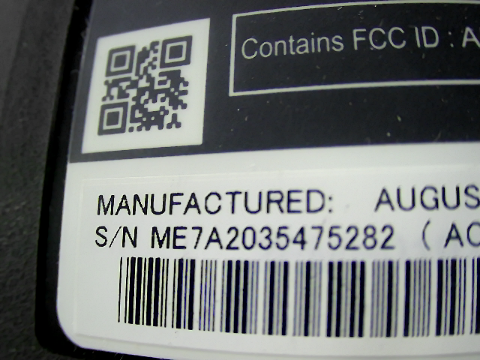 Contains FCC ID : A
MANUFACTURED: AUGUS
S/N ME7A2035475282 ( AC